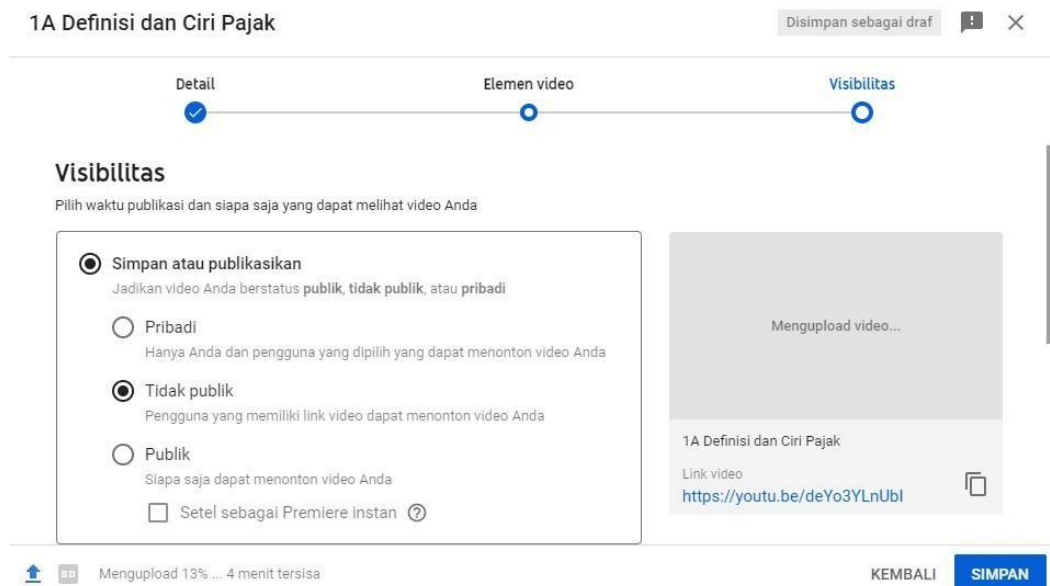 1A Definisi dan Ciri Pajak
Disimpan sebagai draf
Detail
Elemen video
Visibilitas
Visibilitas
Pilih waktu publikasi dan siapa saja yang dapat melihat video Anda
Simpan atau publikasikan
Jadikan video Anda berstatus publik, tidak publik, atau pribadi
Pribadi
Hanya Anda dan pengguna yang dipilih yang dapat menonton video Anda
Tidak publik
Pengguna yang memiliki link video dapat menonton video Anda
Publik
Siapa saja dapat menonton video Anda
Setel sebagai Premiere instan
Mengupload video...
1A Definisi dan Ciri Pajak
Link video
https://youtu.be/deYo3YLnUbI
SD
Mengupload 13% ... 4 menit tersisa
KEMBALI
SIMPAN